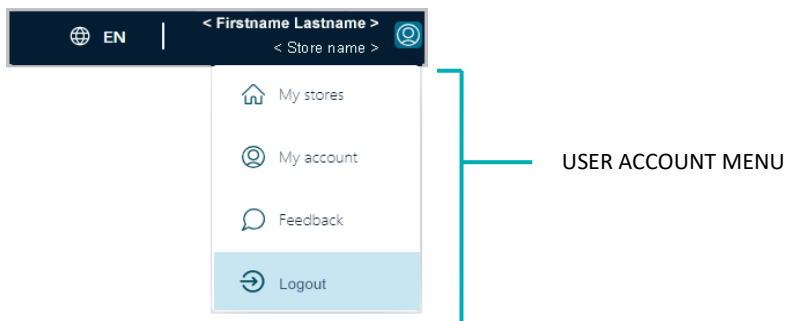 EN
< Firstname Lastname >
< Store name >
My stores
My account
Feedback
Logout
USER ACCOUNT MENU